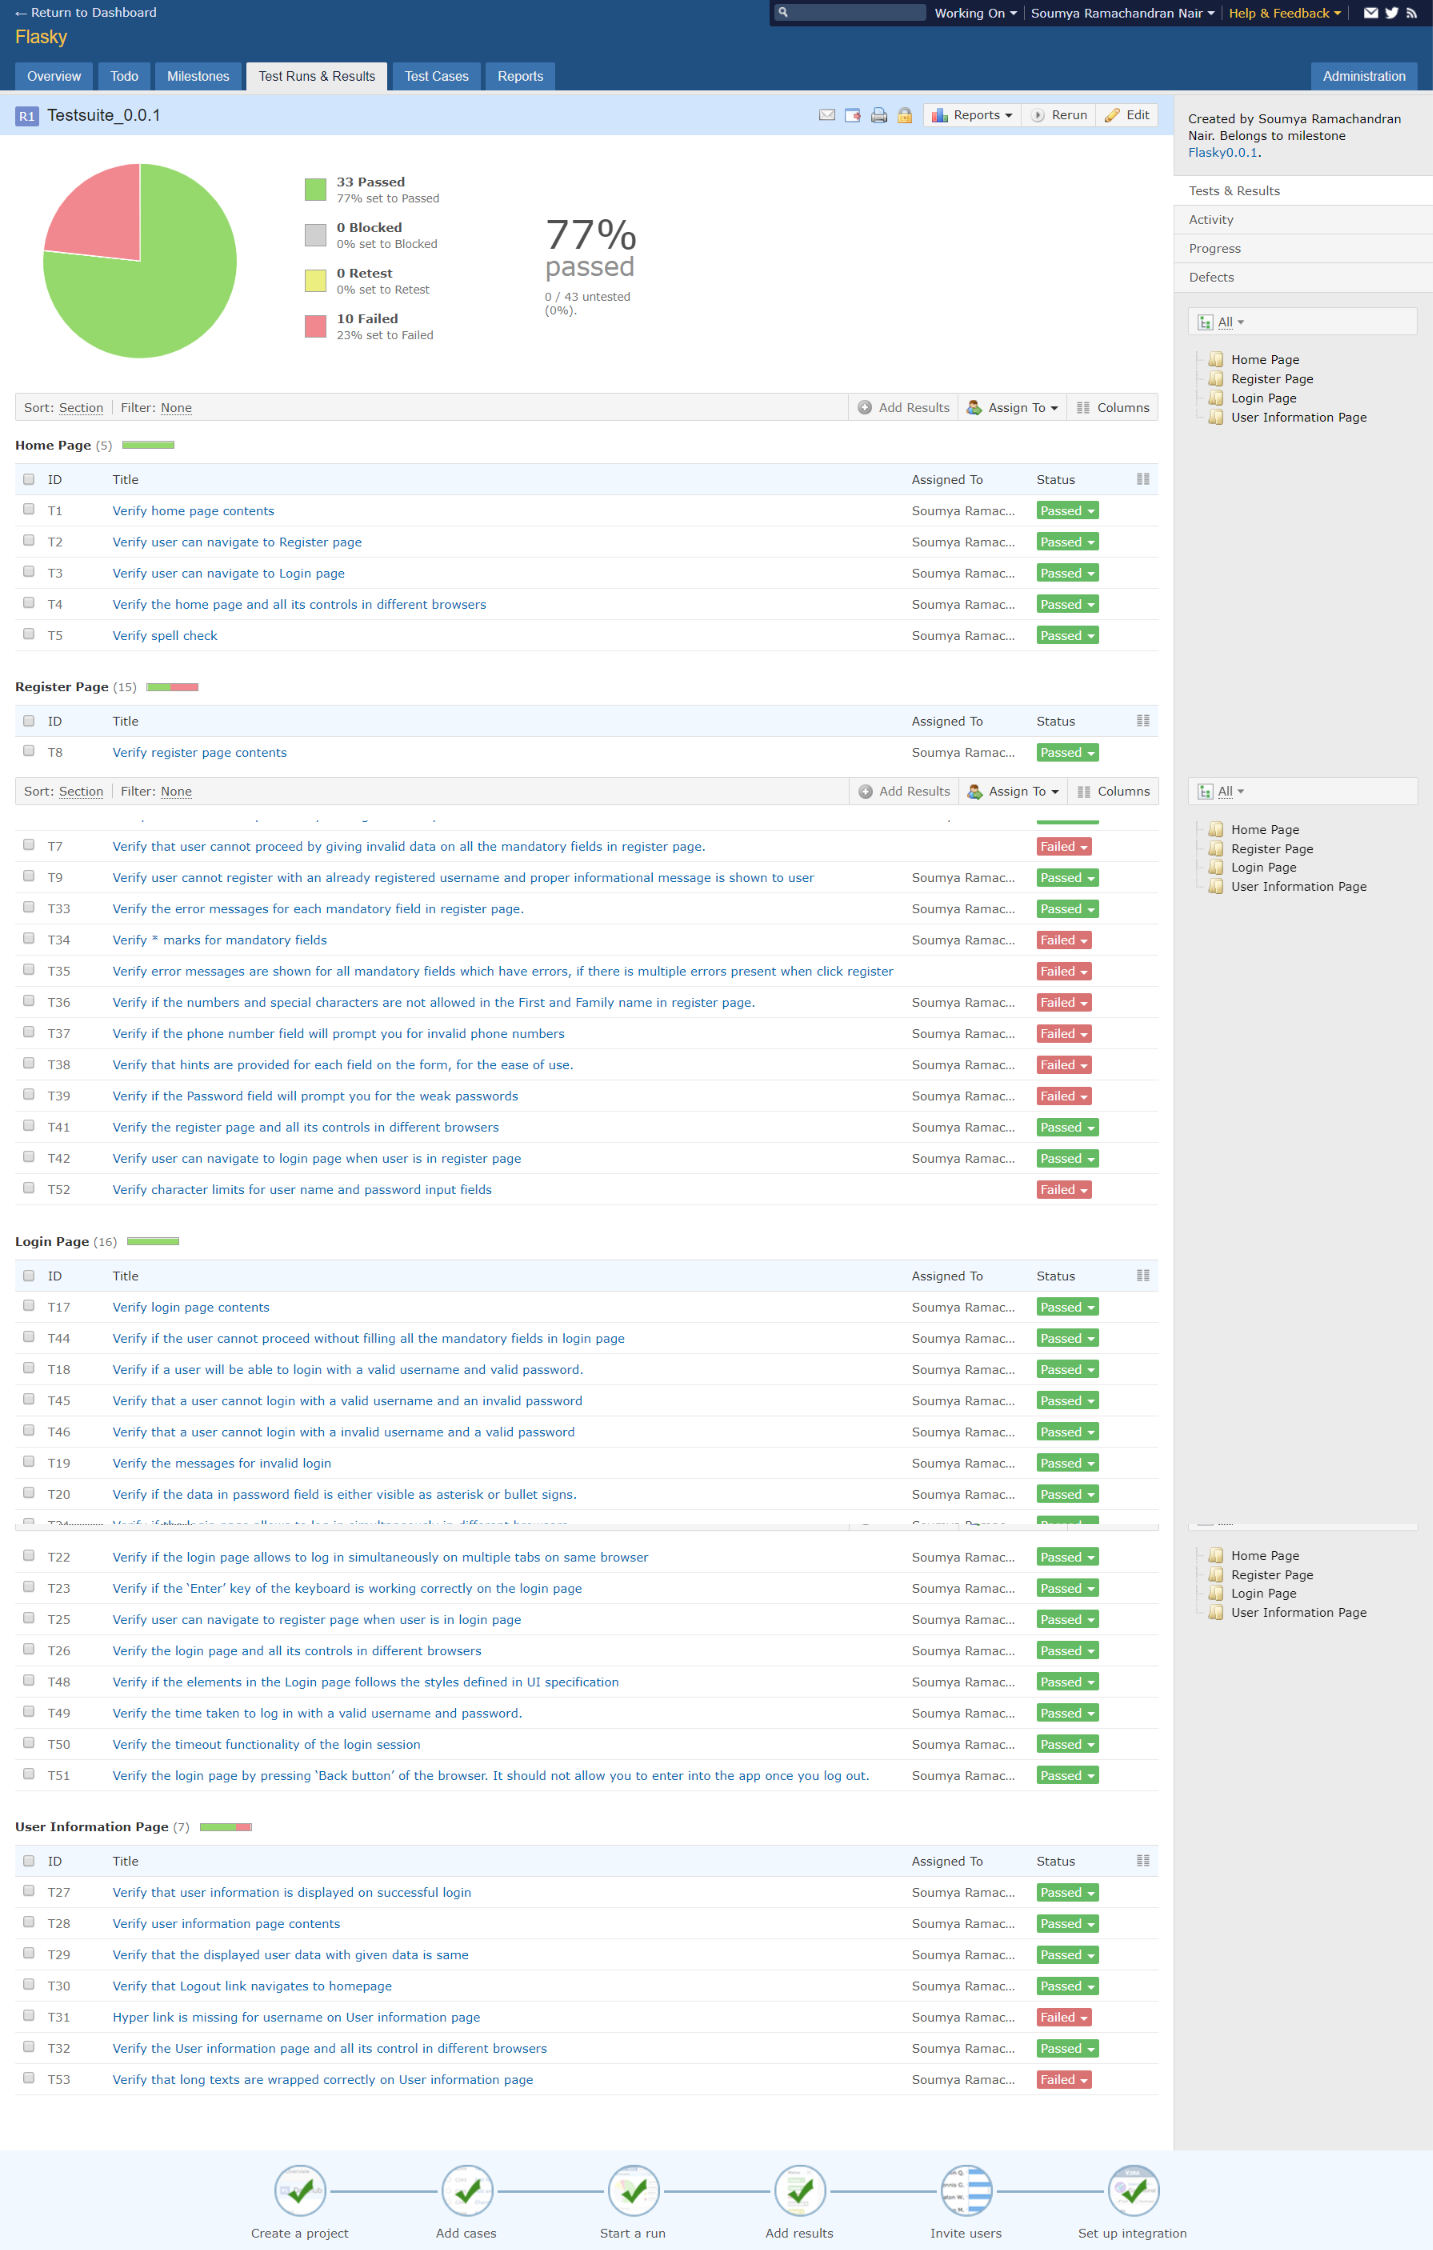 ← Return to Dashboard
Working On
Soumya Ramachandran Nair
Help & Feedback
Flasky
Overview
Todo
Milestones
Test Runs & Results
Test Cases
Reports
Administration
R1 Testsuite_0.0.1
Reports
Rerun
Edit
Created by Soumya Ramachandran
Nair. Belongs to milestone
Flasky0.0.1.
Tests & Results
Activity
Progress
Defects
33 Passed
77% set to Passed
0 Blocked
0% set to Blocked
0 Retest
0% set to Retest
10 Failed
23% set to Failed
77%
passed
0 / 43 untested
(0%).
All
Home Page
Register Page
Login Page
User Information Page
Sort: Section Filter: None Add Results Assign To Columns
Home Page (5)
ID Title Assigned To Status
T1 Verify home page contents Soumya Ramac... Passed
T2 Verify user can navigate to Register page Soumya Ramac... Passed
T3 Verify user can navigate to Login page Soumya Ramac... Passed
T4 Verify the home page and all its controls in different browsers Soumya Ramac... Passed
T5 Verify spell check Soumya Ramac... Passed
Register Page (15)
ID Title Assigned To Status
T8 Verify register page contents Soumya Ramac... Passed
Sort: Section Filter: None Add Results Assign To Columns
All
Home Page
Register Page
Login Page
User Information Page
T7 Verify that user cannot proceed by giving invalid data on all the mandatory fields in register page. Failed
T9 Verify user cannot register with an already registered username and proper informational message is shown to user Soumya Ramac... Passed
T33 Verify the error messages for each mandatory field in register page. Soumya Ramac... Passed
T34 Verify * marks for mandatory fields Soumya Ramac... Failed
T35 Verify error messages are shown for all mandatory fields which have errors, if there is multiple errors present when click register Failed
T36 Verify if the numbers and special characters are not allowed in the First and Family name in register page. Soumya Ramac... Failed
T37 Verify if the phone number field will prompt you for invalid phone numbers Soumya Ramac... Failed
T38 Verify that hints are provided for each field on the form, for the ease of use. Soumya Ramac... Failed
T39 Verify if the Password field will prompt you for the weak passwords Soumya Ramac... Failed
T41 Verify the register page and all its controls in different browsers Soumya Ramac... Passed
T42 Verify user can navigate to login page when user is in register page Soumya Ramac... Passed
T52 Verify character limits for user name and password input fields Failed
Login Page (16)
ID Title Assigned To Status
T17 Verify login page contents Soumya Ramac... Passed
T44 Verify if the user cannot proceed without filling all the mandatory fields in login page Soumya Ramac... Passed
T18 Verify if a user will be able to login with a valid username and valid password. Soumya Ramac... Passed
T45 Verify that a user cannot login with a valid username and an invalid password Soumya Ramac... Passed
T46 Verify that a user cannot login with a invalid username and a valid password Soumya Ramac... Passed
T19 Verify the messages for invalid login Soumya Ramac... Passed
T20 Verify if the data in password field is either visible as asterisk or bullet signs. Soumya Ramac... Passed
T22 Verify if the login page allows to log in simultaneously on multiple tabs on same browser Soumya Ramac... Passed
T23 Verify if the ‘Enter’ key of the keyboard is working correctly on the login page Soumya Ramac... Passed
T25 Verify user can navigate to register page when user is in login page Soumya Ramac... Passed
T26 Verify the login page and all its controls in different browsers Soumya Ramac... Passed
T48 Verify if the elements in the Login page follows the styles defined in UI specification Soumya Ramac... Passed
T49 Verify the time taken to log in with a valid username and password. Soumya Ramac... Passed
T50 Verify the timeout functionality of the login session Soumya Ramac... Passed
T51 Verify the login page by pressing ‘Back button’ of the browser. It should not allow you to enter into the app once you log out. Soumya Ramac... Passed
Home Page
Register Page
Login Page
User Information Page
User Information Page (7)
ID Title Assigned To Status
T27 Verify that user information is displayed on successful login Soumya Ramac... Passed
T28 Verify user information page contents Soumya Ramac... Passed
T29 Verify that the displayed user data with given data is same Soumya Ramac... Passed
T30 Verify that Logout link navigates to homepage Soumya Ramac... Passed
T31 Hyper link is missing for username on User information page Soumya Ramac... Failed
T32 Verify the User information page and all its control in different browsers Soumya Ramac... Passed
T53 Verify that long texts are wrapped correctly on User information page Soumya Ramac... Failed
Create a project
Add cases
Start a run
Add results
Invite users
Set up integration